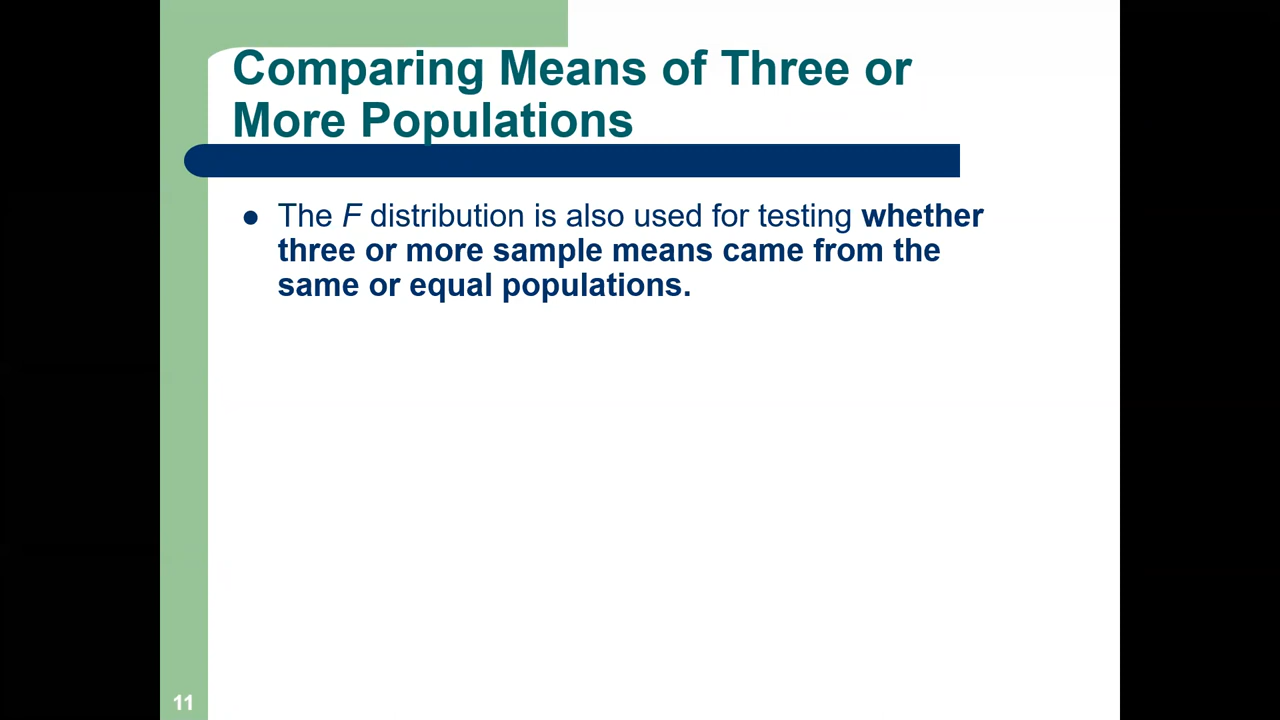 Comparing Means of Three or
More Populations
● The F distribution is also used for testing whether
three or more sample means came from the
same or equal populations.
11